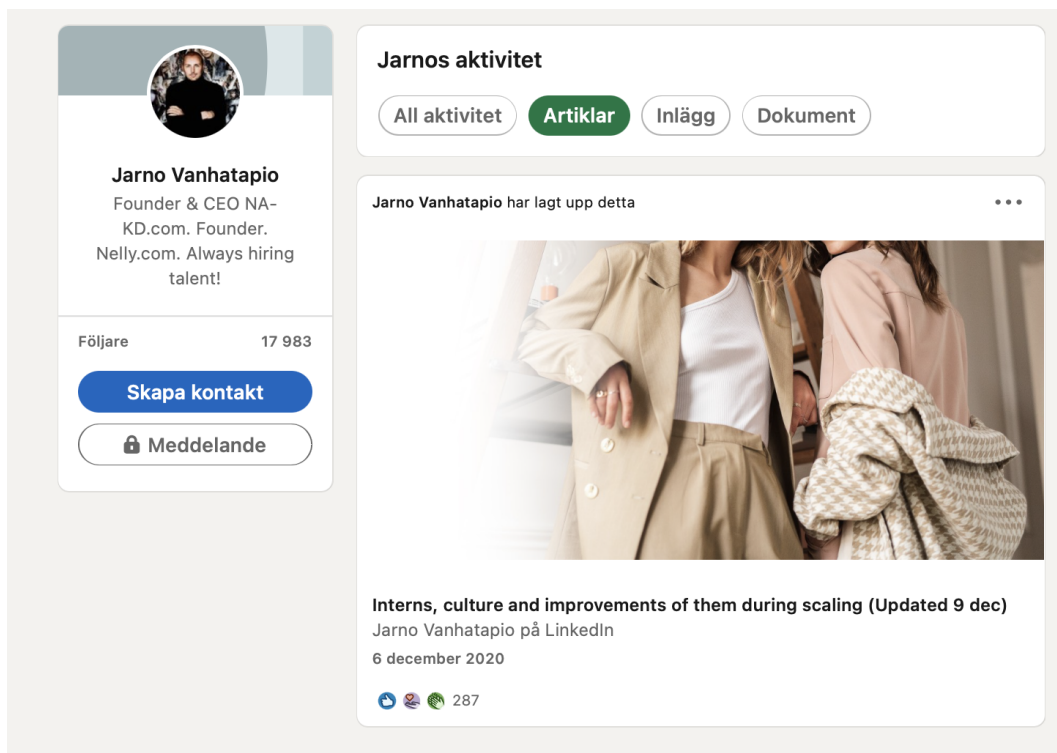 Jarno Vanhatapio
Founder & CEO NA-
KD.com. Founder.
Nelly.com. Always hiring
talent!
Följare 17 983
Skapa kontakt
Meddelande
Jarnos aktivitet
All aktivitet Artiklar Inlägg Dokument
Jarno Vanhatapio har lagt upp detta
Interns, culture and improvements of them during scaling (Updated 9 dec)
Jarno Vanhatapio på LinkedIn
6 december 2020
287